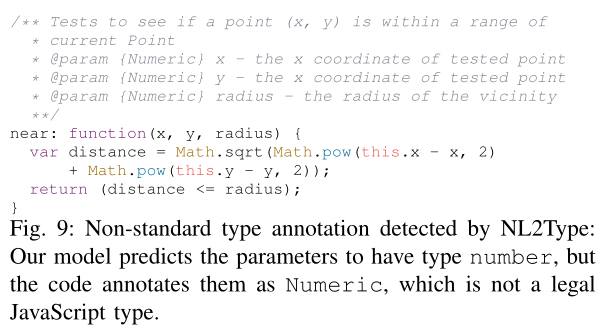 /** Tests to see if a point (x, y) is within a range of
* current Point
* @param {Numeric} x - the x coordinate of tested point
* @param {Numeric} y - the x coordinate of tested point
* @param {Numeric} radius - the radius of the vicinity
**/
near: function(x, y, radius) {
var distance = Math.sqrt(Math.pow(this.x - x, 2)
+ Math.pow(this.y - y, 2));
return (distance <= radius);
}
Fig. 9: Non-standard type annotation detected by NL2Type:
Our model predicts the parameters to have type number, but
the code annotates them as Numeric, which is not a legal
JavaScript type.